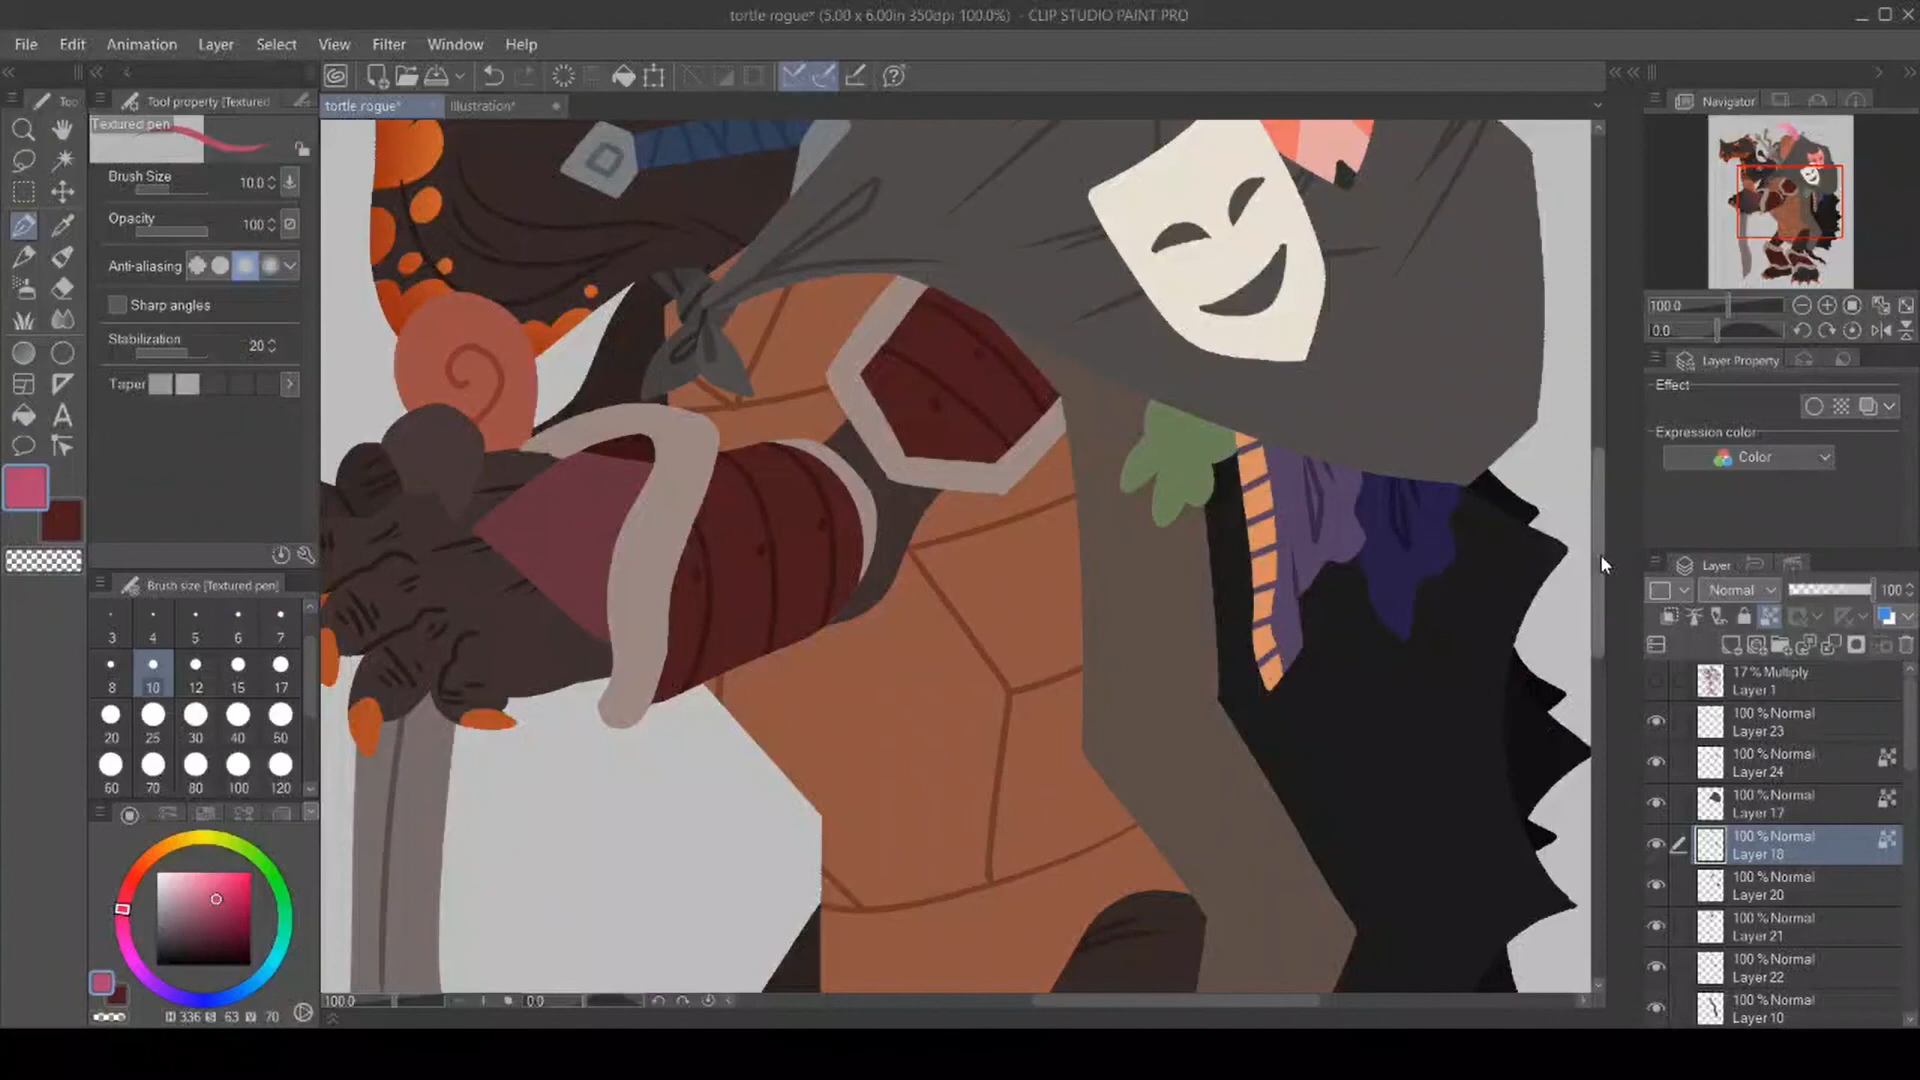 tortle rogue* (5.00 x 6.00in 350dpi 100.0%) - CLIP STUDIO PAINT PRO
File Edit Animation Layer Select View Filter Window Help
tortle rogue* Illustration*
Too
Tool property [Textured
Textured pen
Brush Size 10.0
Opacity 100
Anti-aliasing
Sharp angles
Stabilization 20
Taper
Brush size [Textured pen]
3 4 5 6 7
8 10 12 15 17
20 25 30 40 50
60 70 80 100 120
H 336 S 63 V 70
100.0 0.0
Navigator
100.0
0.0
Layer Property
Effect
Expression color
Color
Layer
Normal 100
17 % Multiply
Layer 1
100 % Normal
Layer 23
100 % Normal
Layer 24
100 % Normal
Layer 17
100 % Normal
Layer 18
100 % Normal
Layer 20
100 % Normal
Layer 21
100 % Normal
Layer 22
100 % Normal
Layer 10